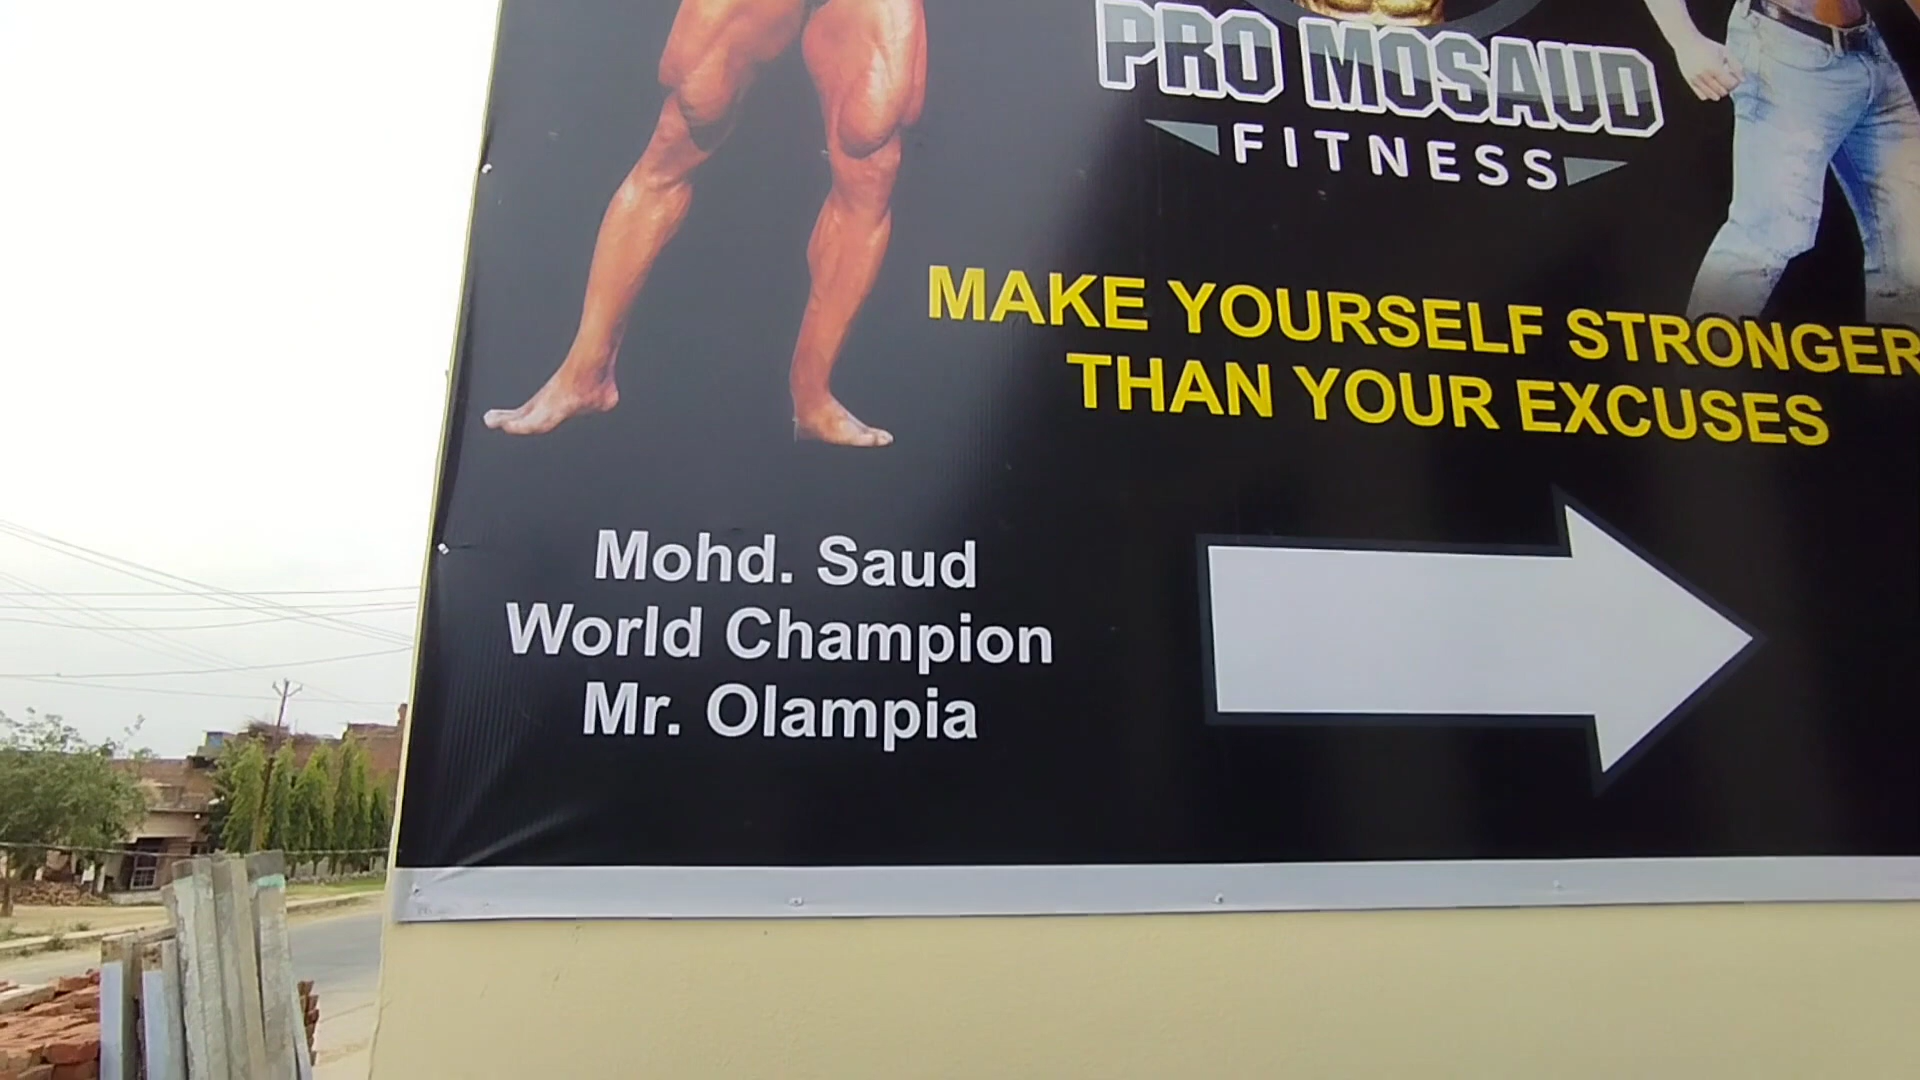 PRO MOSAUD
FITNESS
MAKE YOURSELF STRONGER
THAN YOUR EXCUSES
Mohd. Saud
World Champion
Mr. Olampia